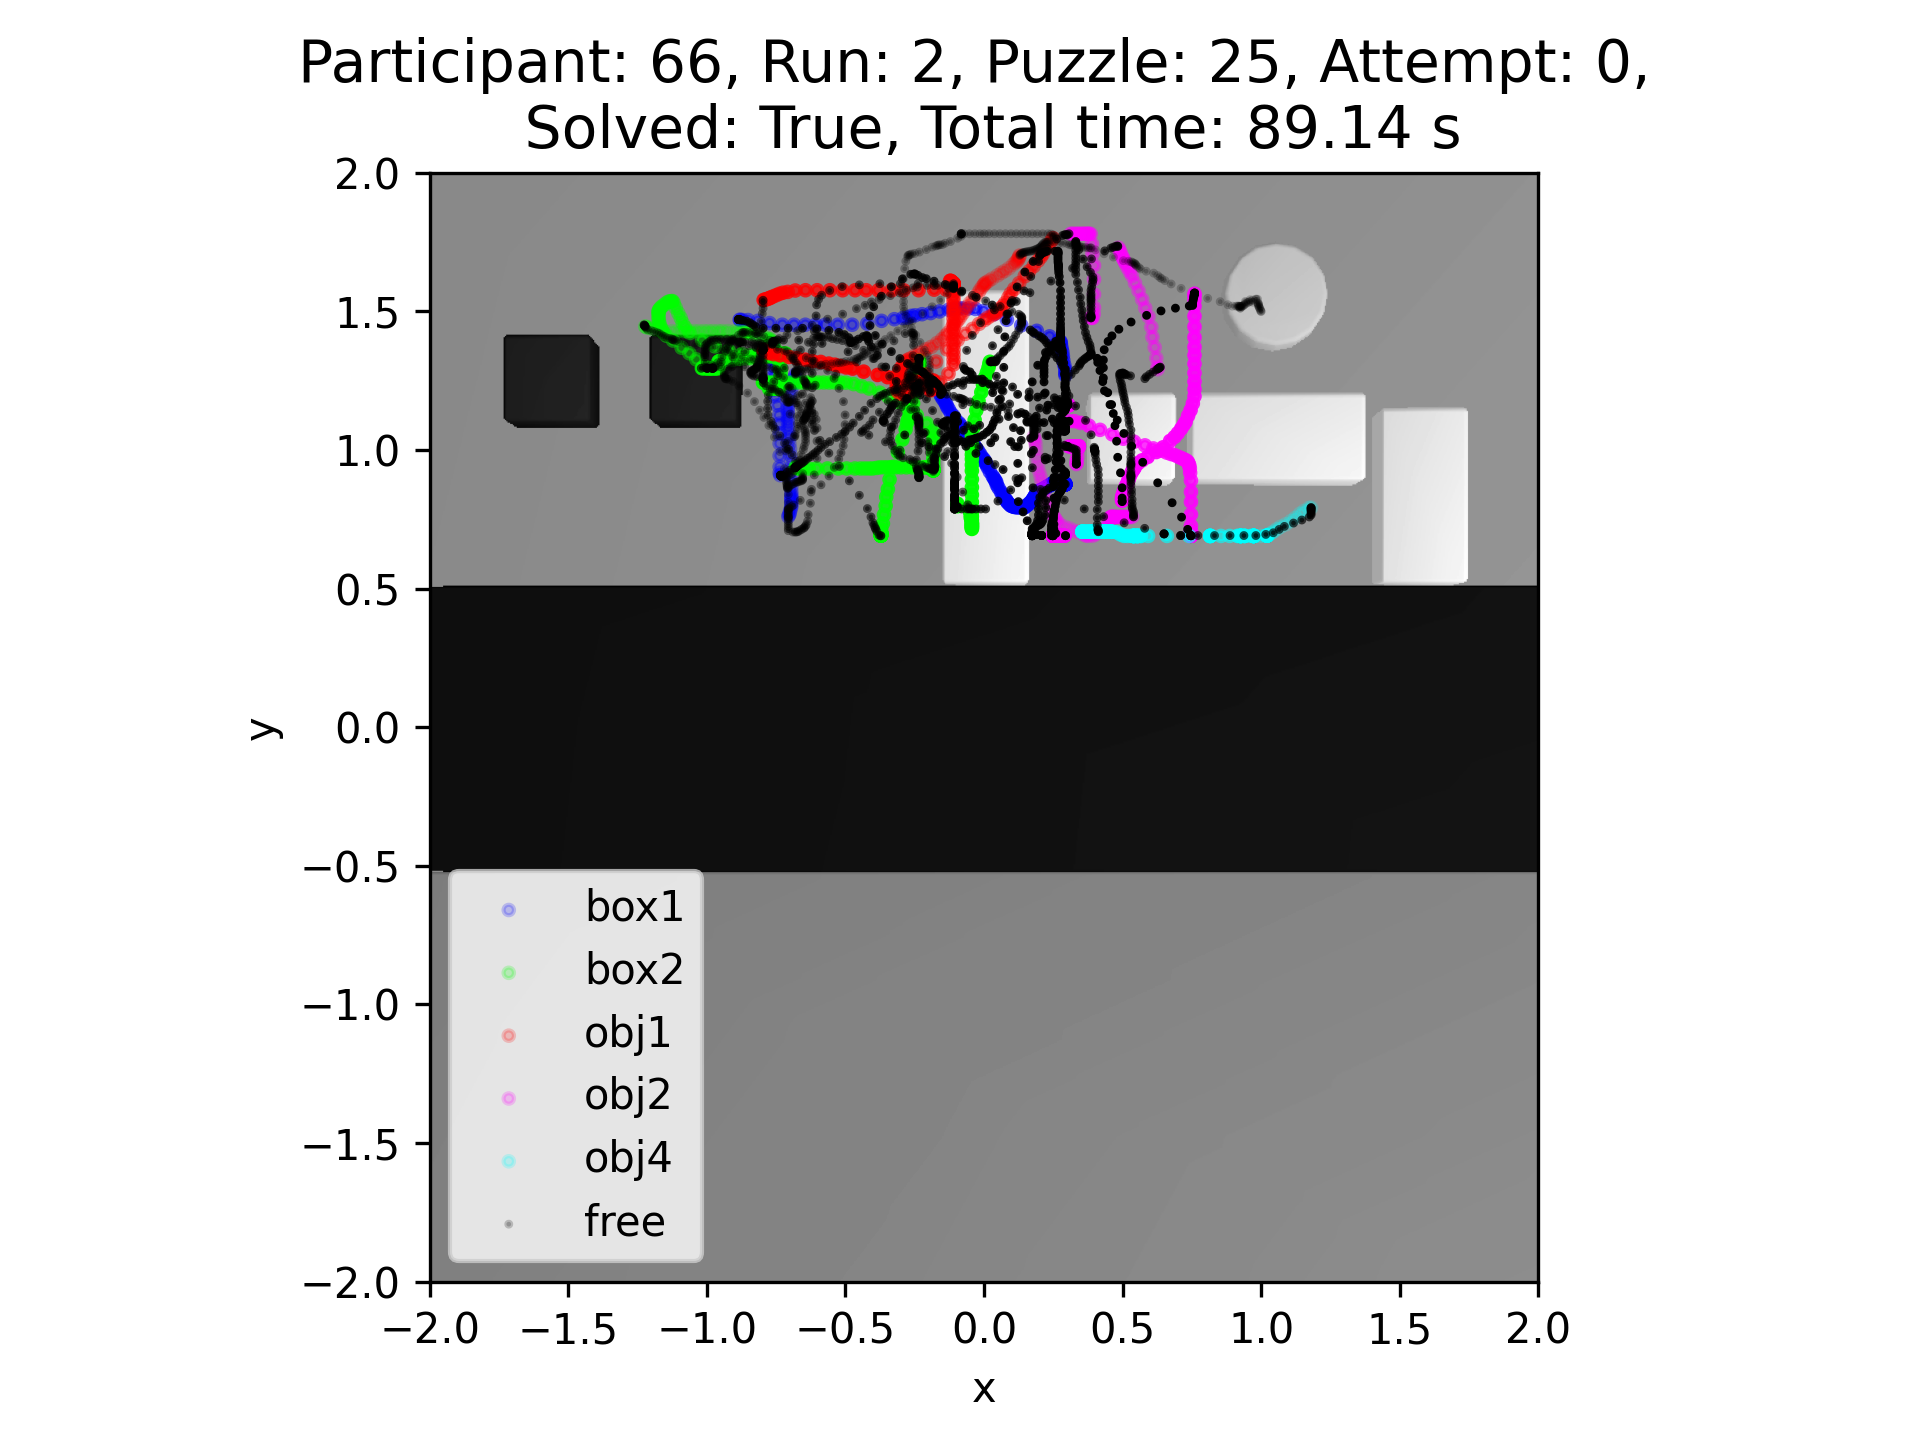 Participant: 66, Run: 2, Puzzle: 25, Attempt: 0,
Solved: True, Total time: 89.14 s
2.0
1.5
1.0
0.5
0.0
−0.5
−1.0
−1.5
−2.0
y
box1
box2
obj1
obj2
obj4
free
−2.0 −1.5 −1.0 −0.5 0.0 0.5 1.0 1.5 2.0
x